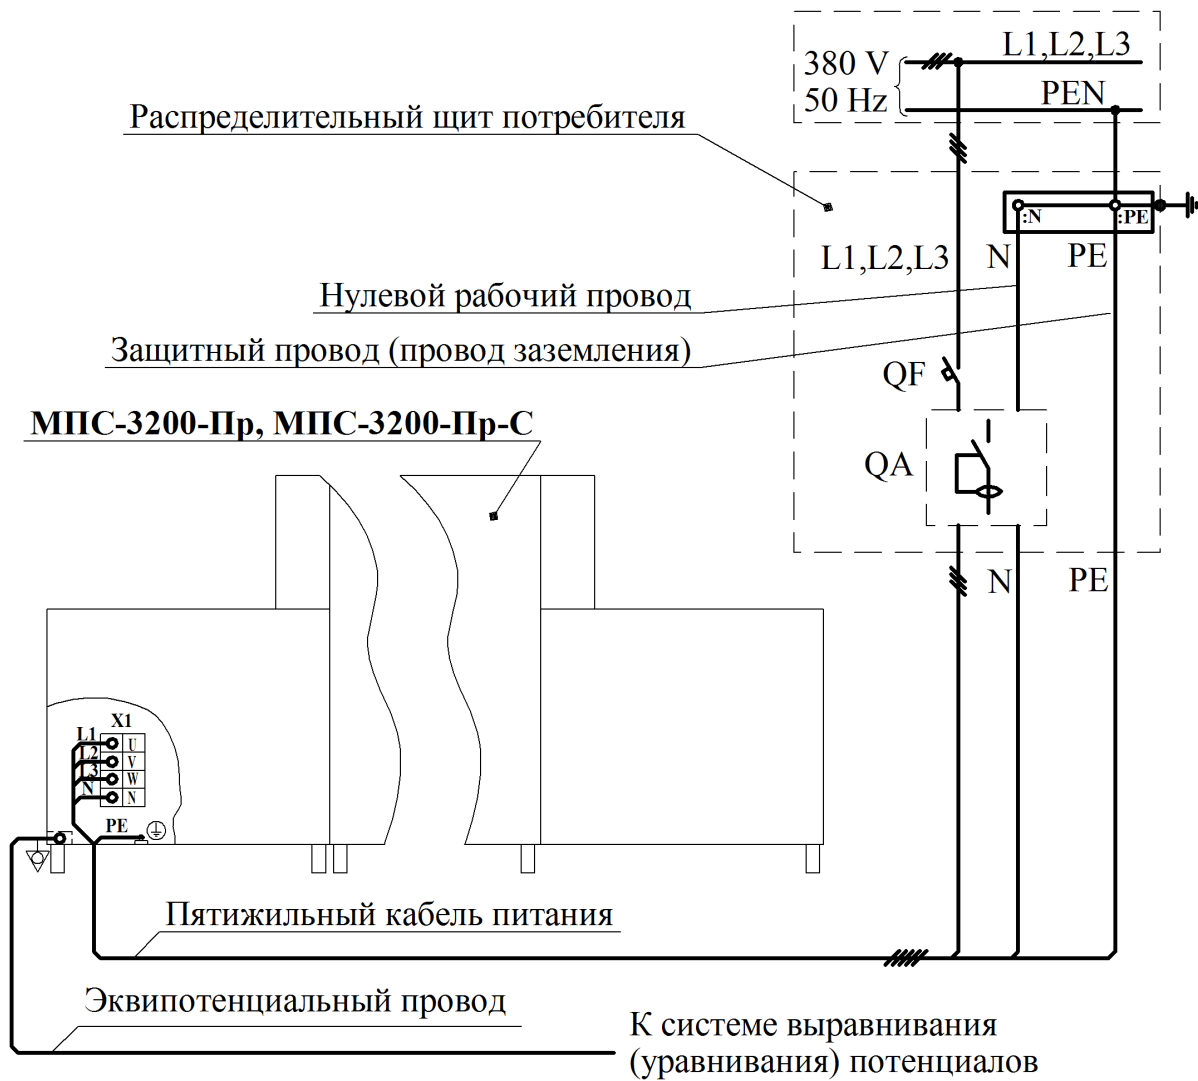 380 V
50 Hz
L1,L2,L3
PEN
Распределительный щит потребителя
:N
:PE
L1,L2,L3
N
PE
Нулевой рабочий провод
Защитный провод (провод заземления)
QF
МПС-3200-Пр, МПС-3200-Пр-С
QA
N
PE
X1
L1
U
L2
V
L3
W
N
N
PE
Пятижильный кабель питания
Эквипотенциальный провод
К системе выравнивания
(уравнивания) потенциалов